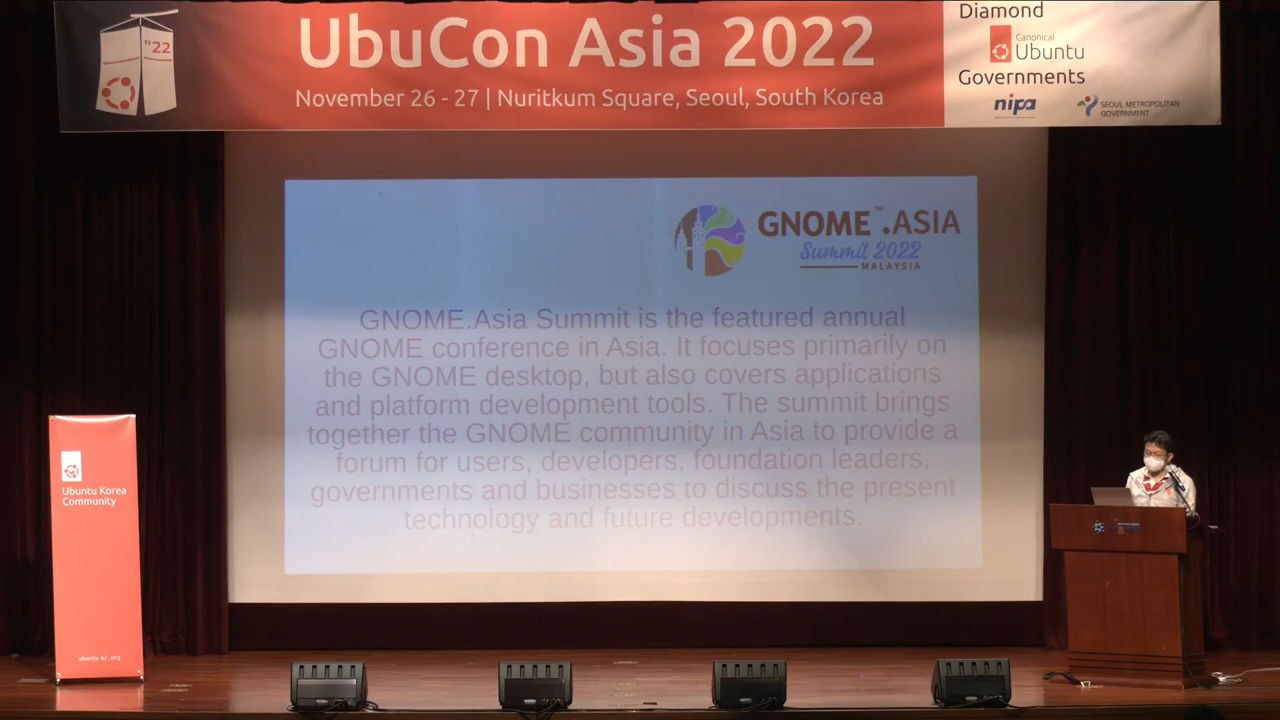 UbuCon Asia 2022
November 26 - 27 | Nuritkum Square, Seoul, South Korea
"22
Diamond
Canonical
Ubuntu
Governments
nipa
SEOUL METROPOLITAN
GOVERNMENT
GNOME™.ASIA
Summit 2022
MALAYSIA
GNOME.Asia Summit is the featured annual
GNOME conference in Asia. It focuses primarily on
the GNOME desktop, but also covers applications
and platform development tools. The summit brings
together the GNOME community in Asia to provide a
forum for users, developers, foundation leaders,
governments and businesses to discuss the present
technology and future developments.
Ubuntu Korea
Community
ubuntu-kr.org